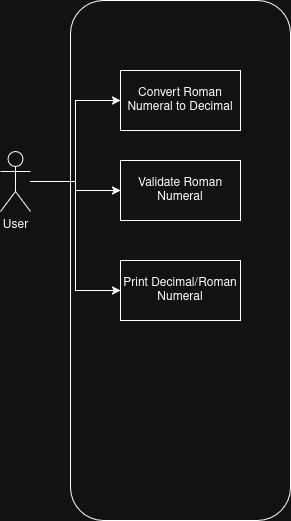 Convert Roman
Numeral to Decimal
Validate Roman
Numeral
User
Print Decimal/Roman
Numeral